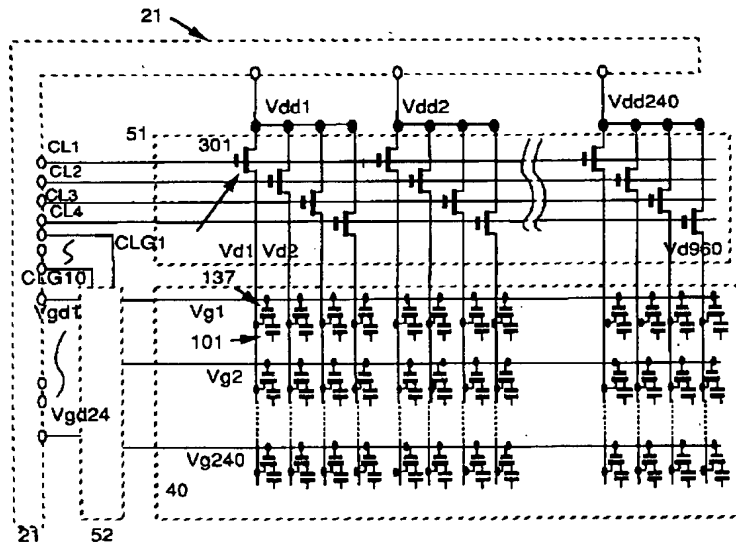 21
Vdd1
Vdd2
Vdd240
51
CL1
301
CL2
CL3
CL4
CLG1
Vd1
Vd2
Vd960
CLG10
137
Vgd1
Vg1
101
Vg2
Vgd24
Vg240
40
21
52